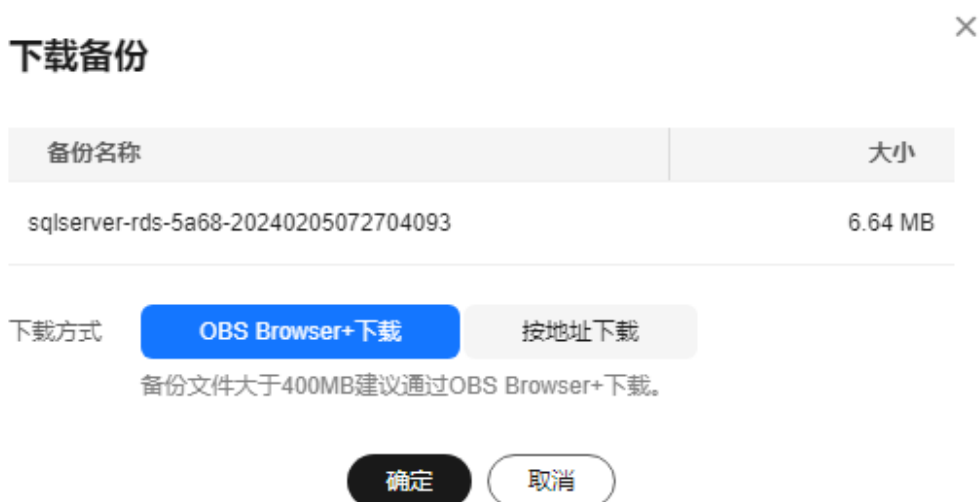 下载备份
备份名称 大小
sqlserver-rds-5a68-20240205072704093 6.64 MB
下载方式 OBS Browser+下载 按地址下载
备份文件大于400MB建议通过OBS Browser+下载。
确定 取消